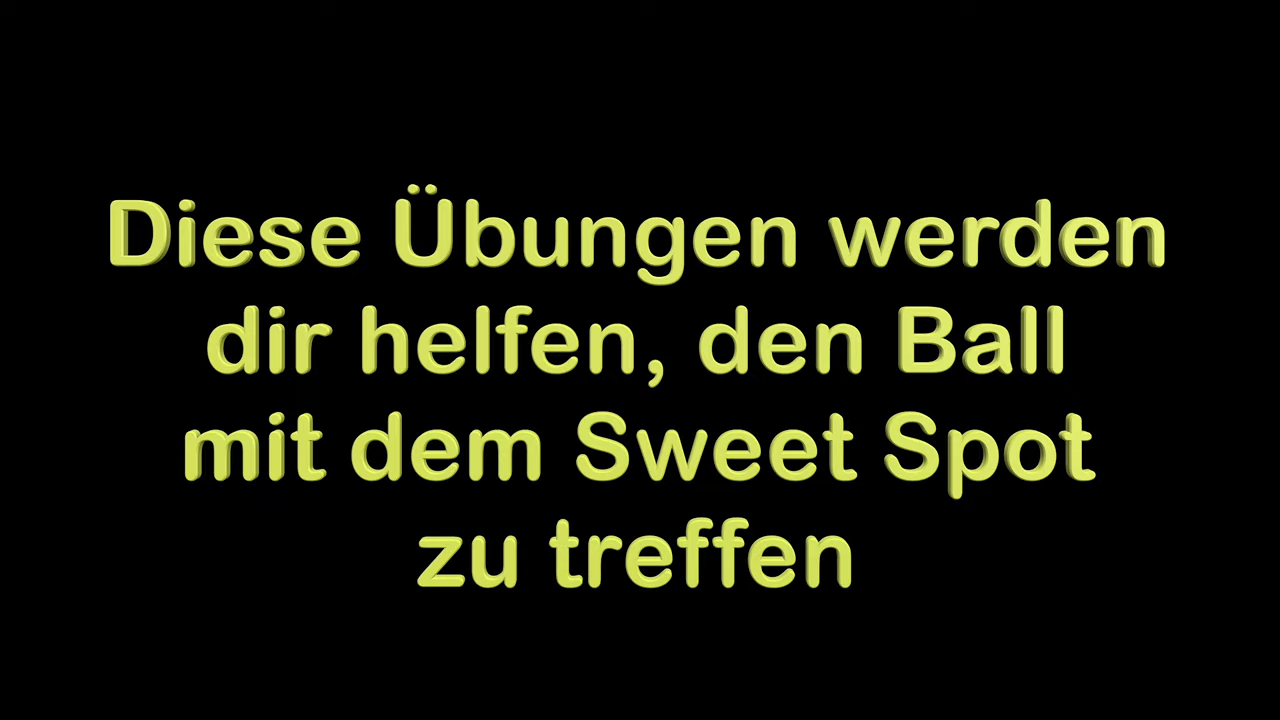 Diese Übungen werden
dir helfen, den Ball
mit dem Sweet Spot
zu treffen